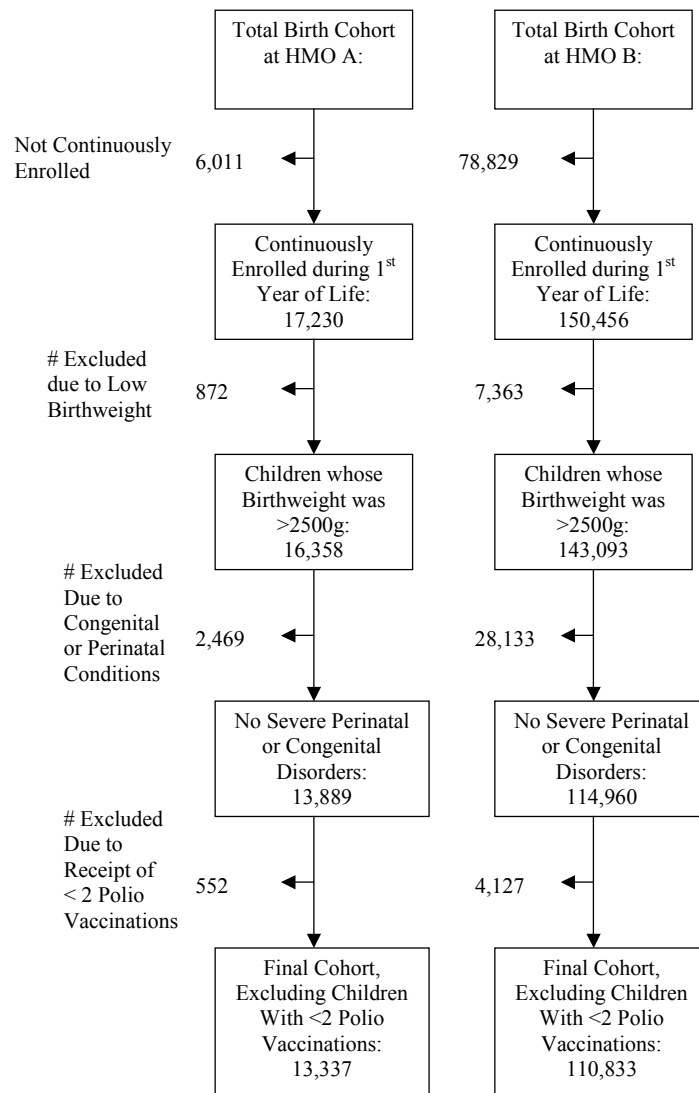 Total Birth Cohort
at HMO A:
Total Birth Cohort
at HMO B:
Not Continuously
Enrolled
6,011
78,829
Continuously
Enrolled during 1st
Year of Life:
17,230
Continuously
Enrolled during 1st
Year of Life:
150,456
# Excluded
due to Low
Birthweight
872
7,363
Children whose
Birthweight was
>2500g:
16,358
Children whose
Birthweight was
>2500g:
143,093
# Excluded
Due to
Congenital
or Perinatal
Conditions
2,469
28,133
No Severe Perinatal
or Congenital
Disorders:
13,889
No Severe Perinatal
or Congenital
Disorders:
114,960
# Excluded
Due to
Receipt of
< 2 Polio
Vaccinations
552
4,127
Final Cohort,
Excluding Children
With <2 Polio
Vaccinations:
13,337
Final Cohort,
Excluding Children
With <2 Polio
Vaccinations:
110,833